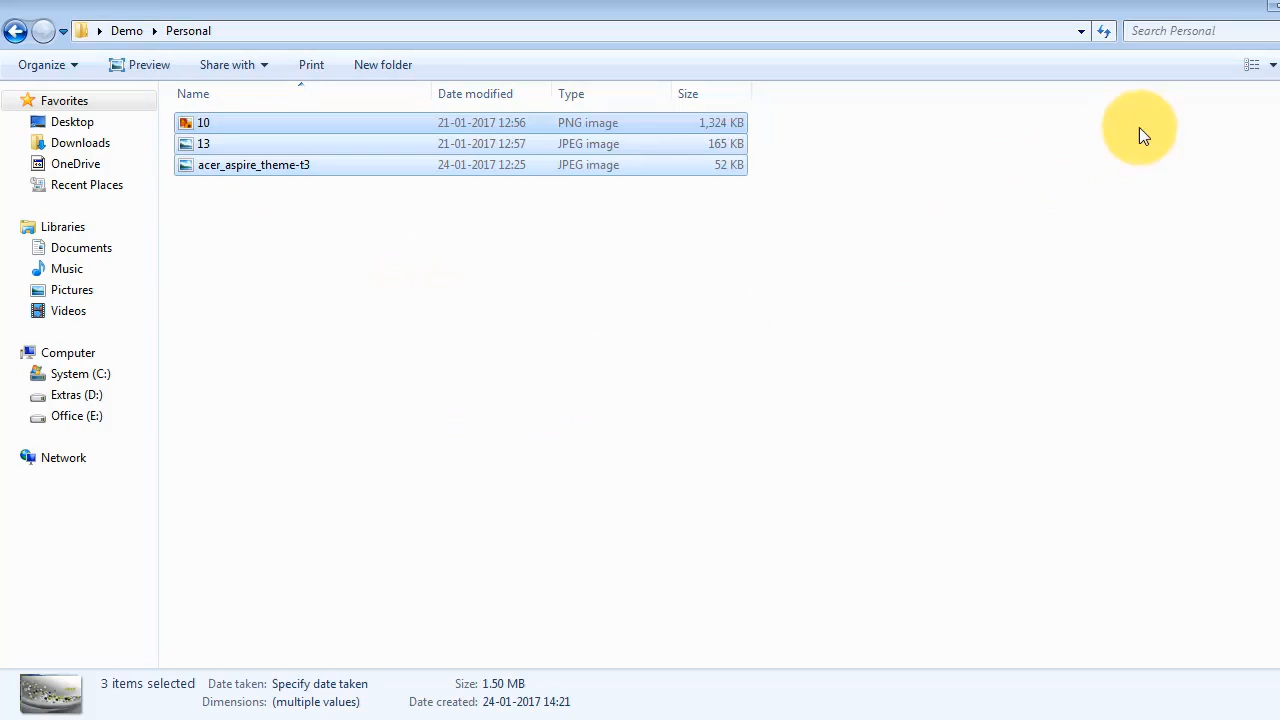 Demo Personal Search Personal
Organize Preview Share with Print New folder
Favorites
Desktop
Downloads
OneDrive
Recent Places
Libraries
Documents
Music
Pictures
Videos
Computer
System (C:)
Extras (D:)
Office (E:)
Network
Name Date modified Type Size
10 21-01-2017 12:56 PNG image 1,324 KB
13 21-01-2017 12:57 JPEG image 165 KB
acer_aspire_theme-t3 24-01-2017 12:25 JPEG image 52 KB
3 items selected Date taken: Specify date taken Size: 1.50 MB
Dimensions: (multiple values) Date created: 24-01-2017 14:21